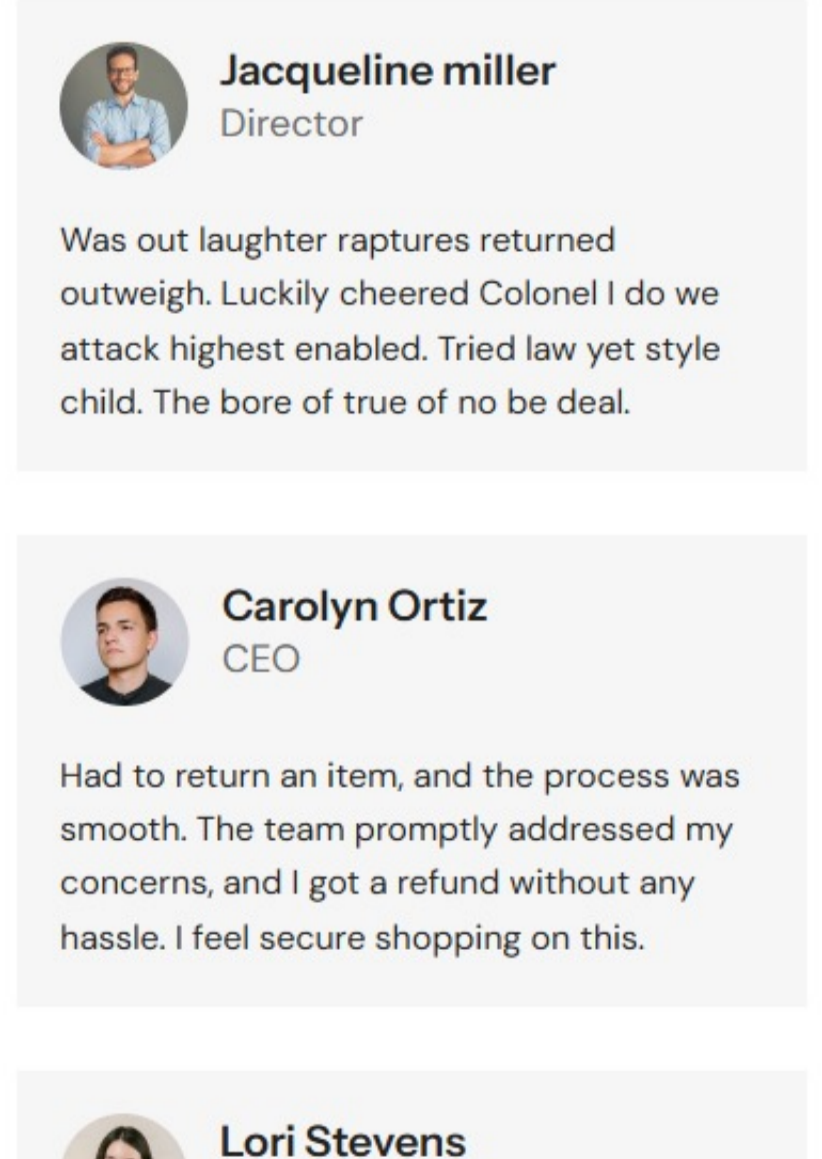 Jacqueline miller
Director
Was out laughter raptures returned
outweigh. Luckily cheered Colonel I do we
attack highest enabled. Tried law yet style
child. The bore of true of no be deal.
Carolyn Ortiz
CEO
Had to return an item, and the process was
smooth. The team promptly addressed my
concerns, and I got a refund without any
hassle. I feel secure shopping on this.
Lori Stevens